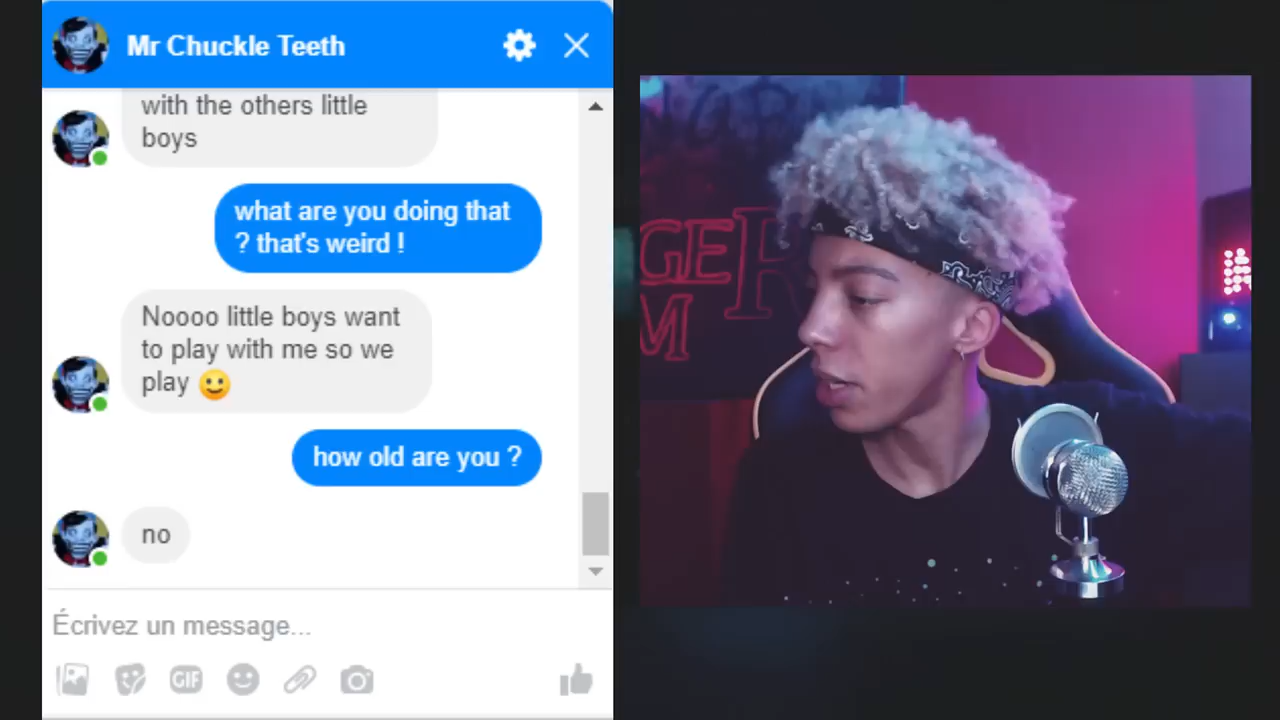 Mr Chuckle Teeth
with the others little
boys
what are you doing that
? that's weird !
Noooo little boys want
to play with me so we
play 🙂
how old are you ?
no
Écrivez un message...
GIF
GE
R
M